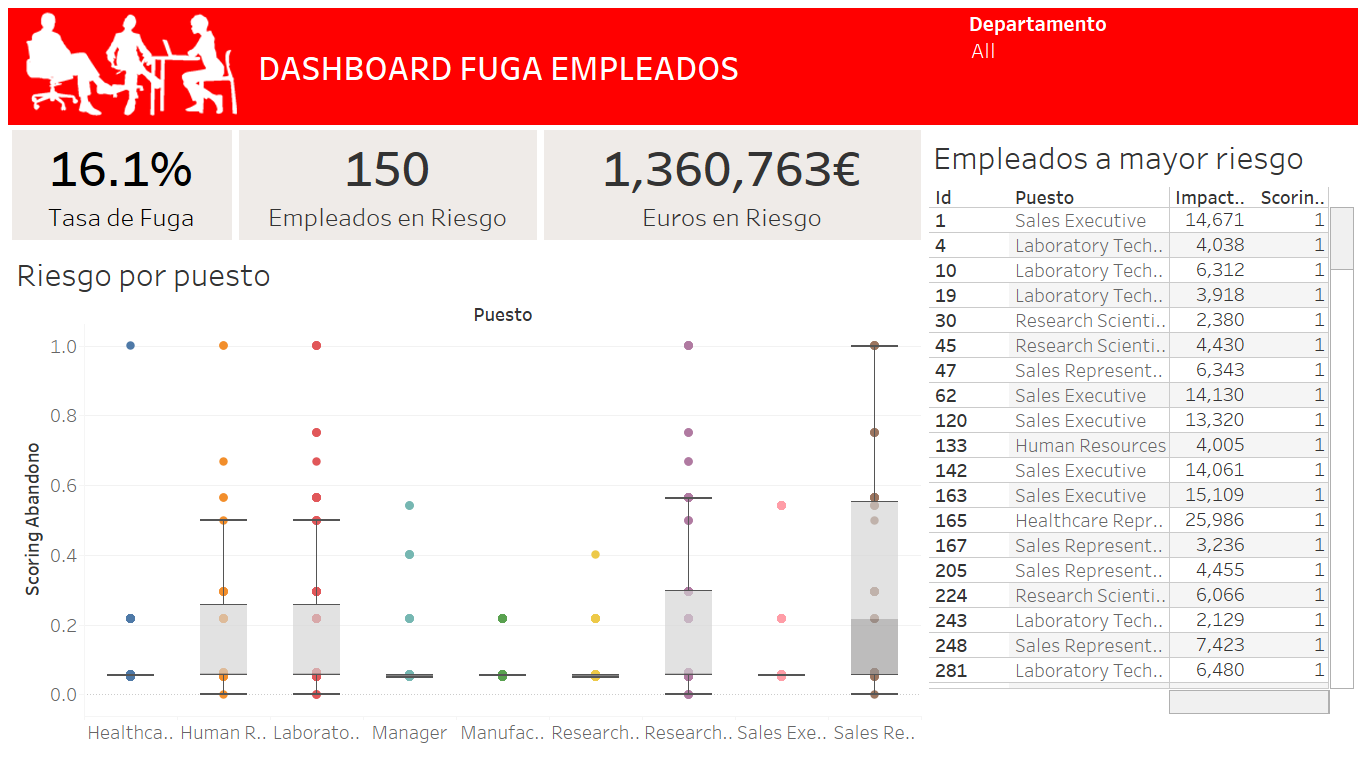 DASHBOARD FUGA EMPLEADOS
Departamento
All
16.1%
Tasa de Fuga
150
Empleados en Riesgo
1,360,763€
Euros en Riesgo
Riesgo por puesto
Puesto
Scoring Abandono
1.0
0.8
0.6
0.4
0.2
0.0
Healthca.. Human R.. Laborato.. Manager Manufac.. Research.. Research.. Sales Exe.. Sales Re..
Empleados a mayor riesgo
Id Puesto Impact.. Scorin..
1 Sales Executive 14,671 1
4 Laboratory Tech.. 4,038 1
10 Laboratory Tech.. 6,312 1
19 Laboratory Tech.. 3,918 1
30 Research Scienti.. 2,380 1
45 Research Scienti.. 4,430 1
47 Sales Represent.. 6,343 1
62 Sales Executive 14,130 1
120 Sales Executive 13,320 1
133 Human Resources 4,005 1
142 Sales Executive 14,061 1
163 Sales Executive 15,109 1
165 Healthcare Repr.. 25,986 1
167 Sales Represent.. 3,236 1
205 Sales Represent.. 4,455 1
224 Research Scienti.. 6,066 1
243 Laboratory Tech.. 2,129 1
248 Sales Represent.. 7,423 1
281 Laboratory Tech.. 6,480 1